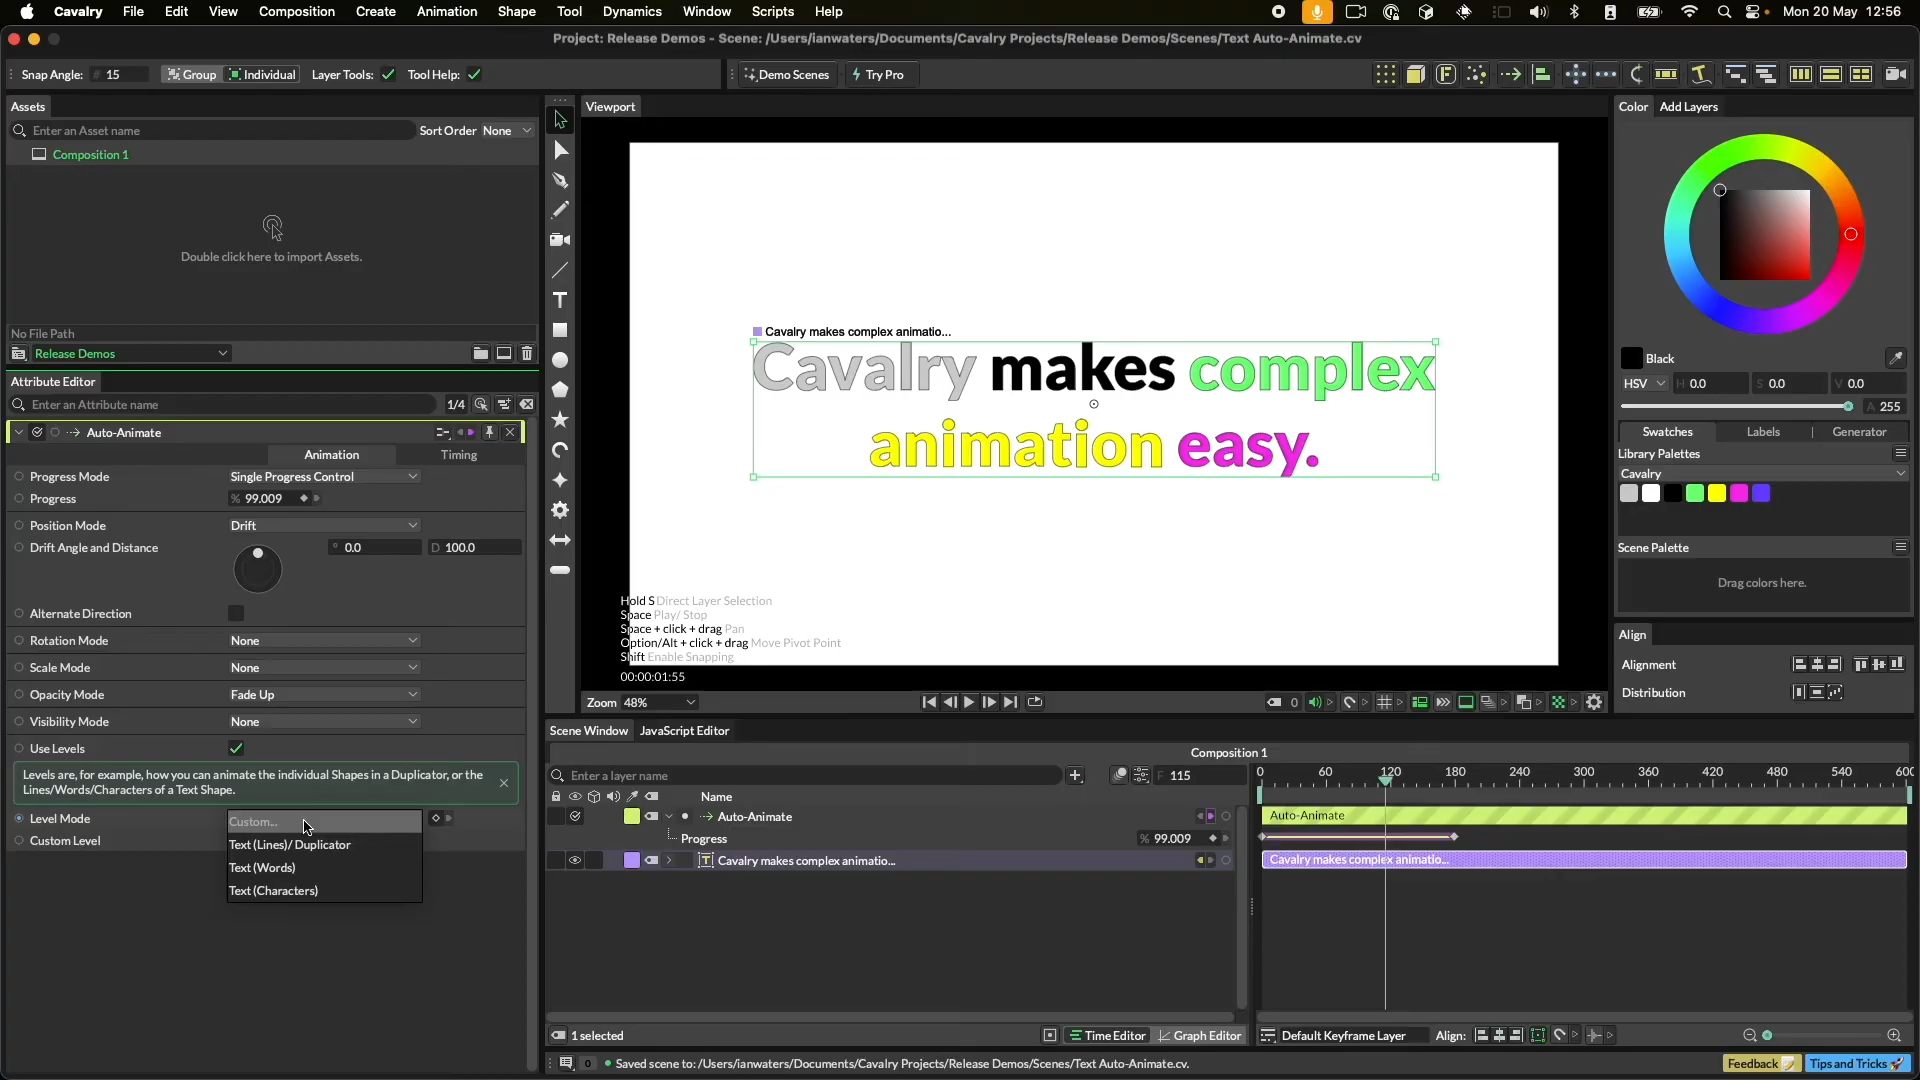 Cavalry File Edit View Composition Create Animation Shape Tool Dynamics Window Scripts Help Mon 20 May 12:56
Project: Release Demos - Scene: /Users/ianwaters/Documents/Cavalry Projects/Release Demos/Scenes/Text Auto-Animate.cv
Snap Angle: # 15 Group Individual Layer Tools: Tool Help: Demo Scenes Try Pro
Assets
Enter an Asset name Sort Order None
Composition 1
Double click here to import Assets.
No File Path
Release Demos
Attribute Editor
Enter an Attribute name 1/4
Auto-Animate
Animation Timing
Progress Mode Single Progress Control
Progress % 99.009
Position Mode Drift
Drift Angle and Distance ° 0.0 D 100.0
Alternate Direction
Rotation Mode None
Scale Mode None
Opacity Mode Fade Up
Visibility Mode None
Use Levels
Levels are, for example, how you can animate the individual Shapes in a Duplicator, or the
Lines/Words/Characters of a Text Shape.
Level Mode Custom...
Custom Level Text (Lines)/ Duplicator
Text (Words)
Text (Characters)
Viewport
Cavalry makes complex animatio...
Cavalry makes complex
animation easy.
Hold S Direct Layer Selection
Space Play/ Stop
Space + click + drag Pan
Option/Alt + click + drag Move Pivot Point
Shift Enable Snapping
00:00:01:55
Zoom 48% 0
Scene Window JavaScript Editor
Composition 1
Enter a layer name F 115 0 60 120 180 240 300 360 420 480 540 600
Name
Auto-Animate Auto-Animate
Progress % 99.009
Cavalry makes complex animatio... Cavalry makes complex animatio...
1 selected Time Editor Graph Editor Default Keyframe Layer Align:
0 Saved scene to: /Users/ianwaters/Documents/Cavalry Projects/Release Demos/Scenes/Text Auto-Animate.cv. Feedback Tips and Tricks
Color Add Layers
Black
HSV H 0.0 S 0.0 V 0.0
A 255
Swatches Labels Generator
Library Palettes
Cavalry
Scene Palette
Drag colors here.
Align
Alignment
Distribution